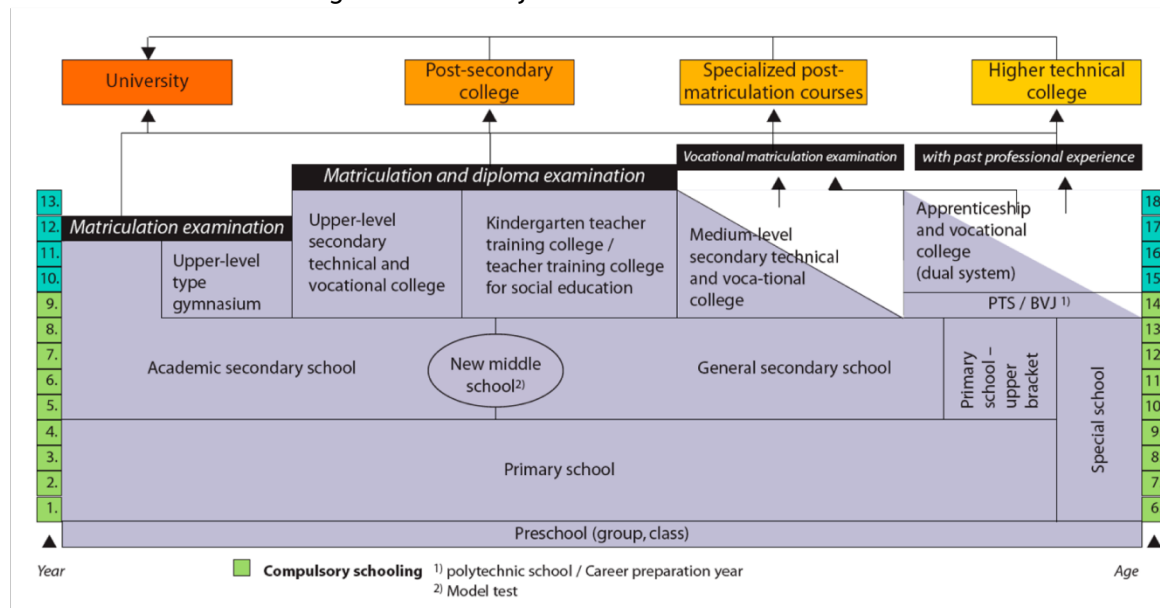 University
Post-secondary
college
Specialized post-
matriculation courses
Higher technical
college
Vocational matriculation examination
with past professional experience
Matriculation and diploma examination
Matriculation examination
13.
12.
11.
10.
9.
8.
7.
6.
5.
4.
3.
2.
1.
Upper-level
type
gymnasium
Upper-level
secondary
technical and
vocational college
Kindergarten teacher
training college /
teacher training college
for social education
Medium-level
secondary technical
and voca-tional
college
Apprenticeship
and vocational
college
(dual system)
PTS / BVJ 1)
18
17
16
15
14
13
12
11
10
9
8
7
6
Academic secondary school
New middle
school2)
General secondary school
Primary
school –
upper
bracket
Special school
Primary school
Preschool (group, class)
Year
Compulsory schooling
1) polytechnic school / Career preparation year
2) Model test
Age